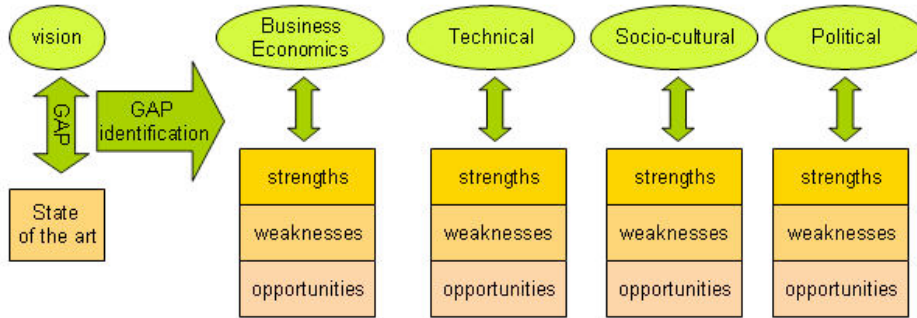 vision
GAP
State
of the art
GAP
identification
Business
Economics
Technical
Socio-cultural
Political
strengths
weaknesses
opportunities
strengths
weaknesses
opportunities
strengths
weaknesses
opportunities
strengths
weaknesses
opportunities